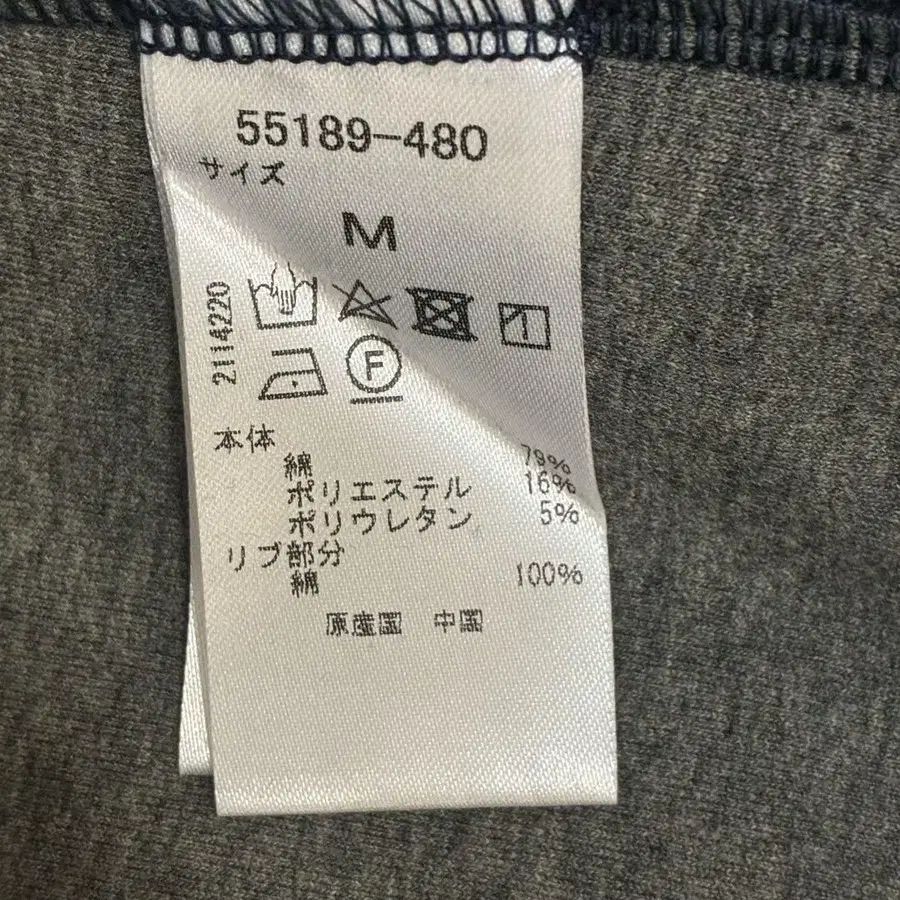 55189-480
サイズ
M
2114220
F
本体
綿 79%
ポリエステル 16%
ポリウレタン 5%
リブ部分
綿 100%
原産国 中国